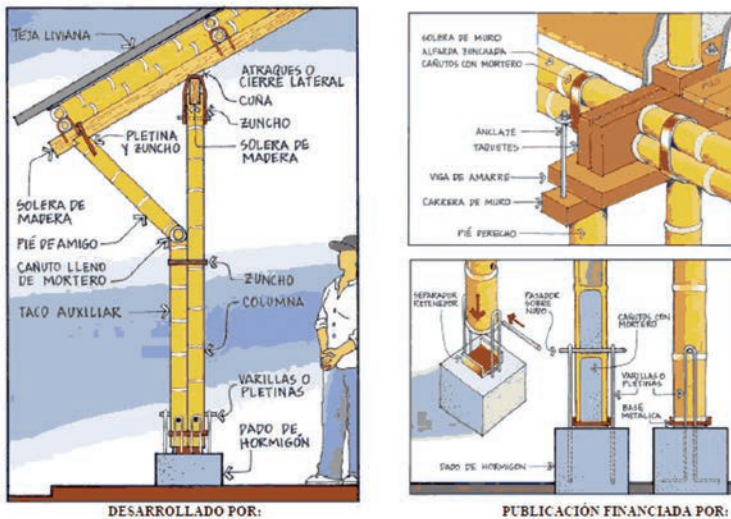 TEJA LIVIANA
ATRAQUES O
CIERRE LATERAL
CUÑA
ZUNCHO
PLETINA
Y ZUNCHO
SOLERA DE
MADERA
SOLERA DE
MADERA
PIÉ DE AMIGO
CAÑUTO LLENO
DE MORTERO
ZUNCHO
COLUMNA
TACO AUXILIAR
VARILLAS O
PLETINAS
DADO DE
HORMIGÓN
DESARROLLADO POR:
SOLERA DE MURO
ALFARDA ZUNCHADA
CAÑUTOS CON MORTERO
ANCLAJE
TAQUETES
VIGA DE AMARRE
CARRERA DE MURO
PIÉ DERECHO
SEPARADOR
RETENEDOR
PASADOR
SOBRE
NUDO
CAÑUTOS CON
MORTERO
VARILLAS O
PLETINAS
BASE
METALICA
DADO DE HORMIGÓN
PUBLICACIÓN FINANCIADA POR: